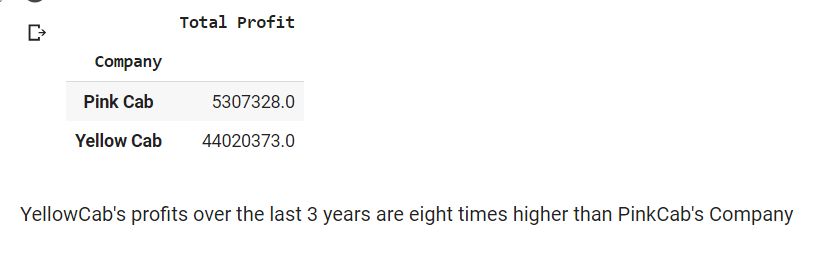 Total Profit
Company
Pink Cab 5307328.0
Yellow Cab 44020373.0
YellowCab's profits over the last 3 years are eight times higher than PinkCab's Company